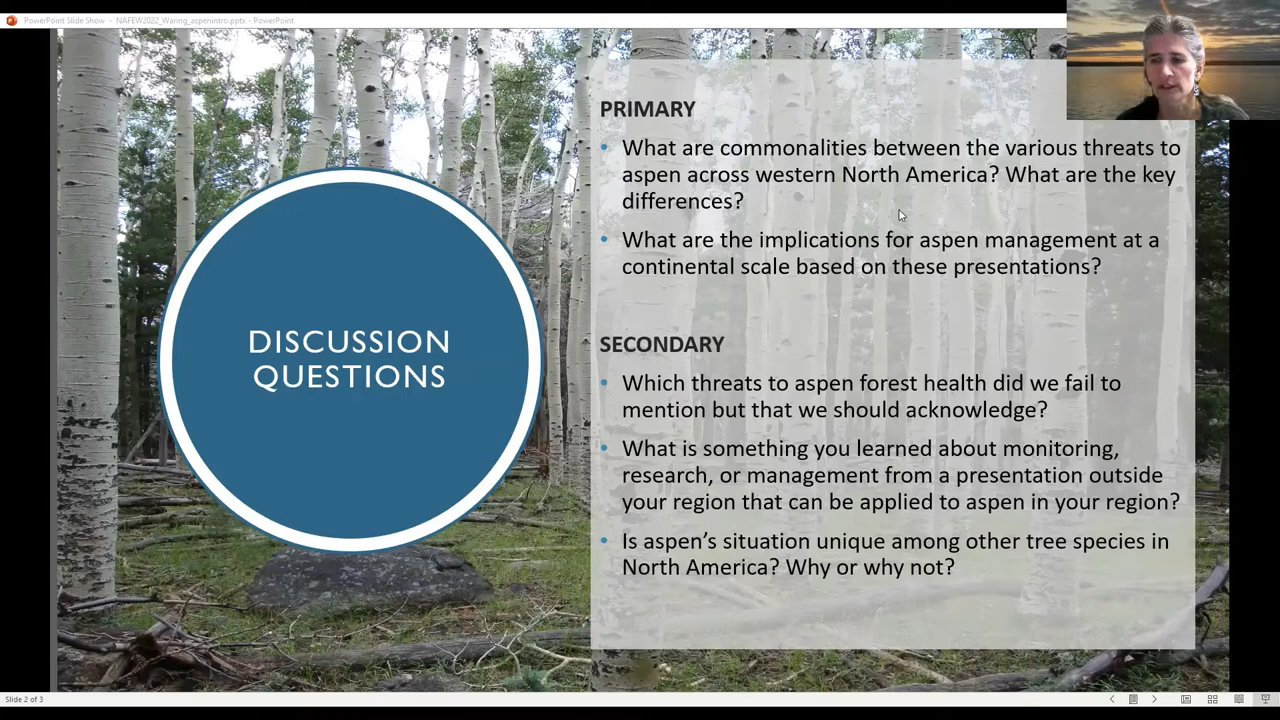 PowerPoint Slide Show - NAFEW2022_Waring_aspenintro.pptx - PowerPoint
DISCUSSION
QUESTIONS
PRIMARY
• What are commonalities between the various threats to
aspen across western North America? What are the key
differences?
• What are the implications for aspen management at a
continental scale based on these presentations?
SECONDARY
• Which threats to aspen forest health did we fail to
mention but that we should acknowledge?
• What is something you learned about monitoring,
research, or management from a presentation outside
your region that can be applied to aspen in your region?
• Is aspen's situation unique among other tree species in
North America? Why or why not?
Slide 2 of 3